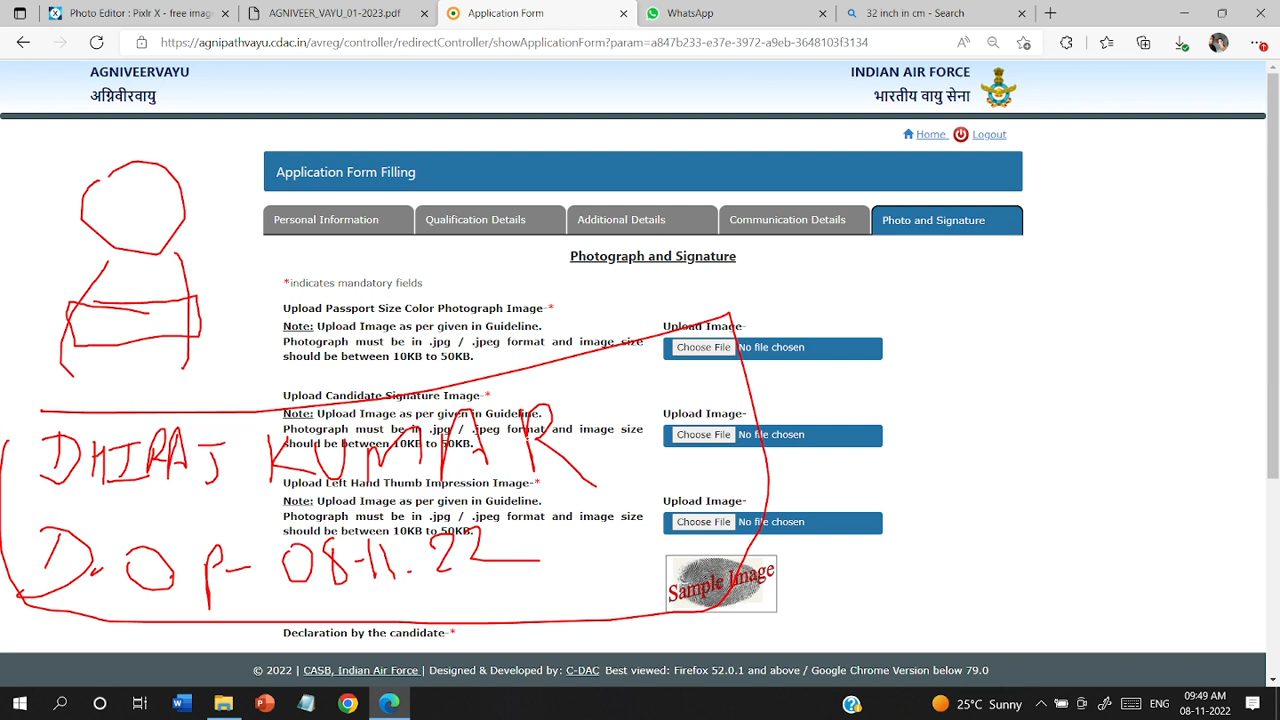 Photo Editor : Pixlr X - free imag
AGNIVEER_VAYU_01-2023.pdf
Application Form
WhatsApp
32 inch in cm - Search
https://agnipathvayu.cdac.in/avreg/controller/redirectController/showApplicationForm?param=a847b233-e37e-3972-a9eb-3648103f3134
AGNIVEERVAYU
अग्निवीरवायु
INDIAN AIR FORCE
भारतीय वायु सेना
Home
Logout
Application Form Filling
Personal Information
Qualification Details
Additional Details
Communication Details
Photo and Signature
Photograph and Signature
*indicates mandatory fields
Upload Passport Size Color Photograph Image-*
Note: Upload Image as per given in Guideline.
Photograph must be in .jpg / .jpeg format and image size
should be between 10KB to 50KB.
Upload Image-
Choose File No file chosen
Upload Candidate Signature Image-*
Note: Upload Image as per given in Guideline.
Photograph must be in .jpg / .jpeg format and image size
should be between 10KB to 50KB.
Upload Image-
Choose File No file chosen
DHIRAJ KUMAR
Upload Left Hand Thumb Impression Image-*
Note: Upload Image as per given in Guideline.
Photograph must be in .jpg / .jpeg format and image size
should be between 10KB to 50KB.
Upload Image-
Choose File No file chosen
D.O P- 08-11.22
Sample Image
Declaration by the candidate-*
© 2022 | CASB, Indian Air Force | Designed & Developed by: C-DAC Best viewed: Firefox 52.0.1 and above / Google Chrome Version below 79.0
25°C Sunny
ENG
09:49 AM
08-11-2022